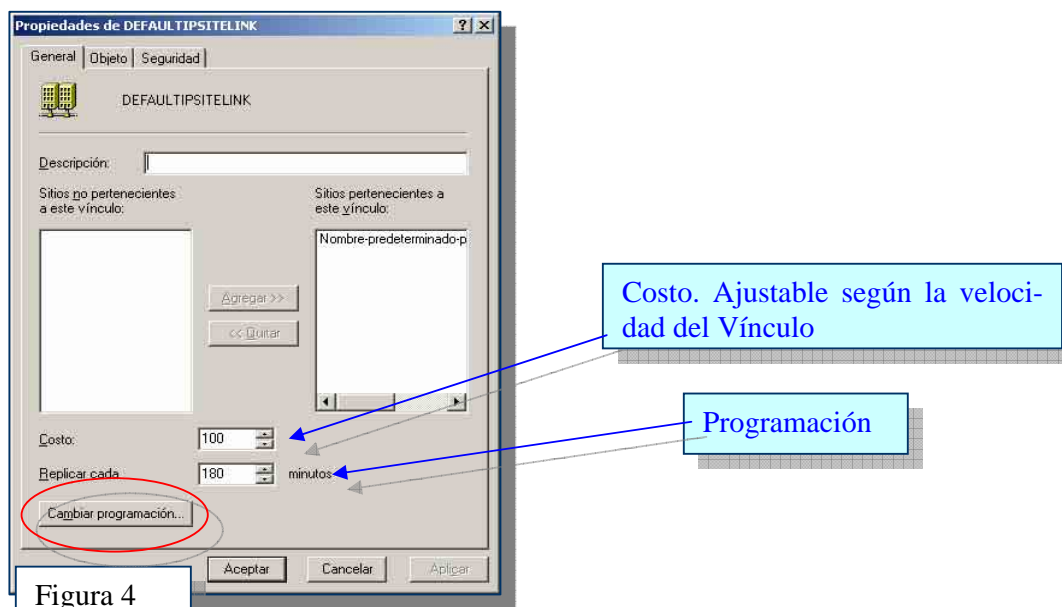 Propiedades de DEFAULTIPSITELINK
General Objeto Seguridad
DEFAULTIPSITELINK
Descripción:
Sitios no pertenecientes
a este vínculo:
Sitios pertenecientes a
este vínculo:
Nombre-predeterminado-p
Agregar >>
<< Quitar
Costo: 100
Replicar cada 180 minutos
Cambiar programación...
Aceptar Cancelar Aplicar
Figura 4
Costo. Ajustable según la veloci-
dad del Vínculo
Programación